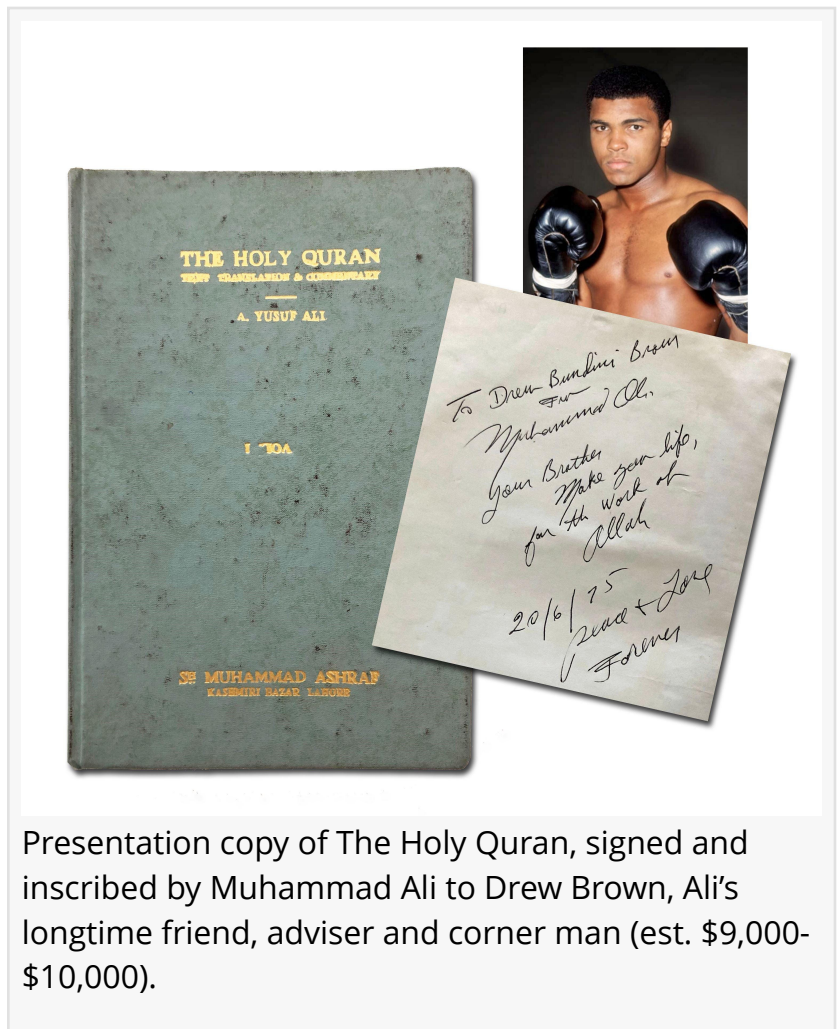 THE HOLY QURAN
TEXT TRANSLATION & COMMENTARY
A. YUSUF ALI
VOL I
SH MUHAMMAD ASHRAF
KASHMIRI BAZAR LAHORE
To Drew Bundini Brown
From
Muhammad Ali.
Your Brother
Make your life,
for the work of
Allah
20/6/75
Peace + Love
Forever
Presentation copy of The Holy Quran, signed and
inscribed by Muhammad Ali to Drew Brown, Ali’s
longtime friend, adviser and corner man (est. $9,000-
$10,000).